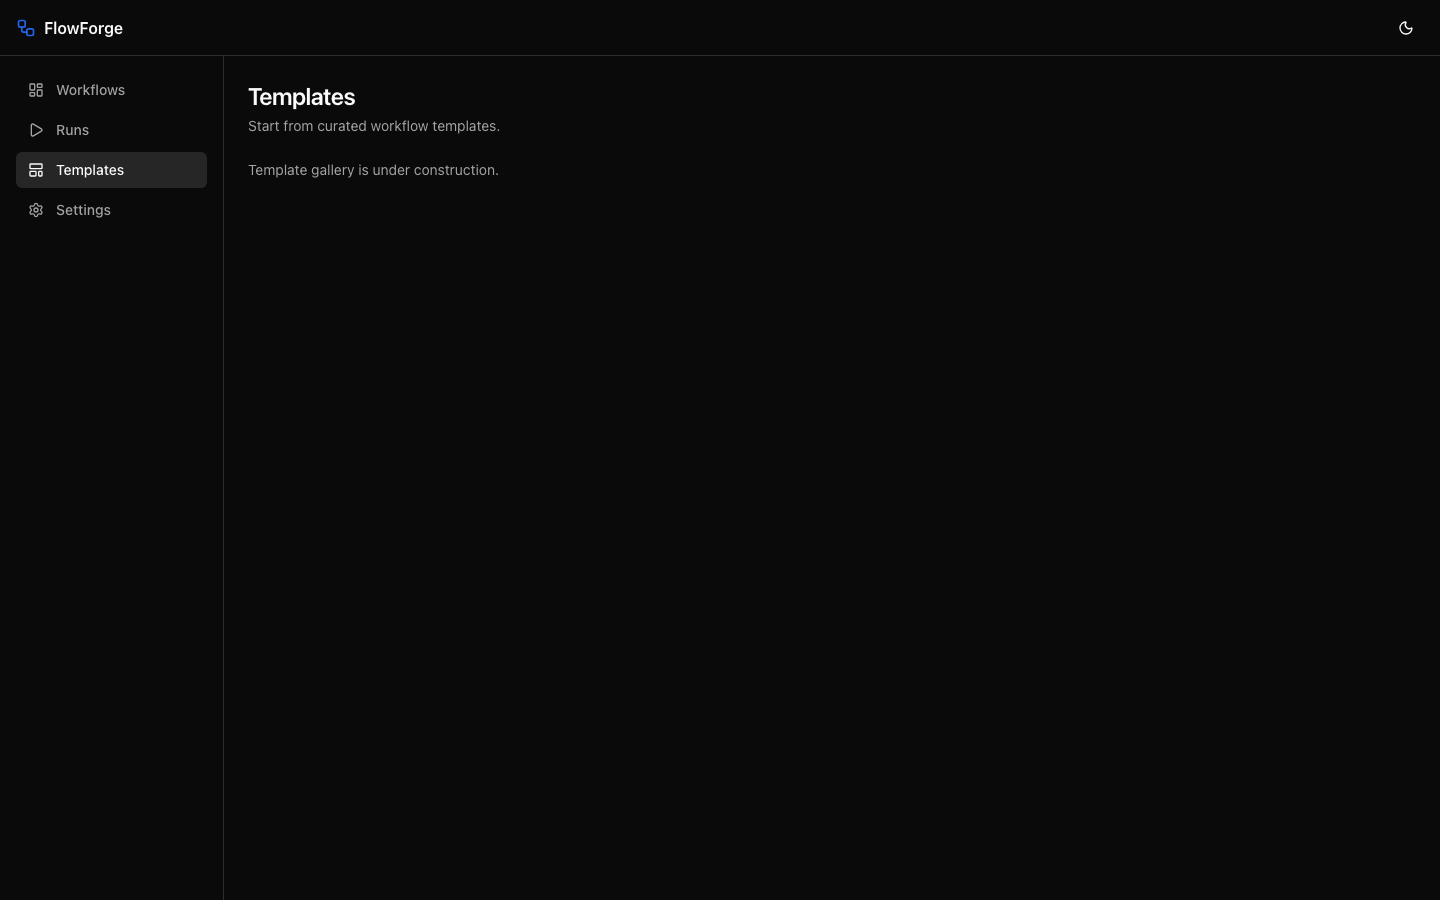 FlowForge
Workflows
Runs
Templates
Settings
Templates
Start from curated workflow templates.
Template gallery is under construction.